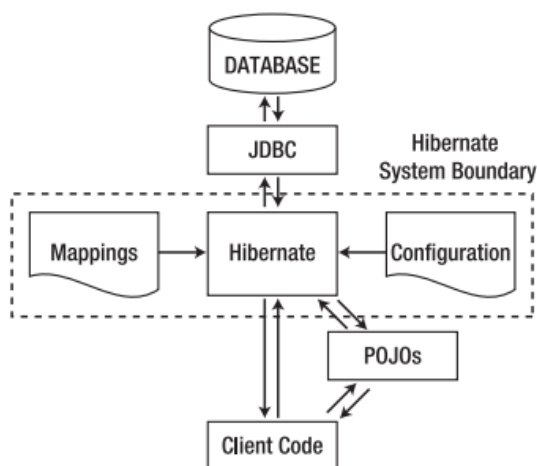 DATABASE
JDBC
Hibernate
System Boundary
Mappings
Hibernate
Configuration
POJOs
Client Code